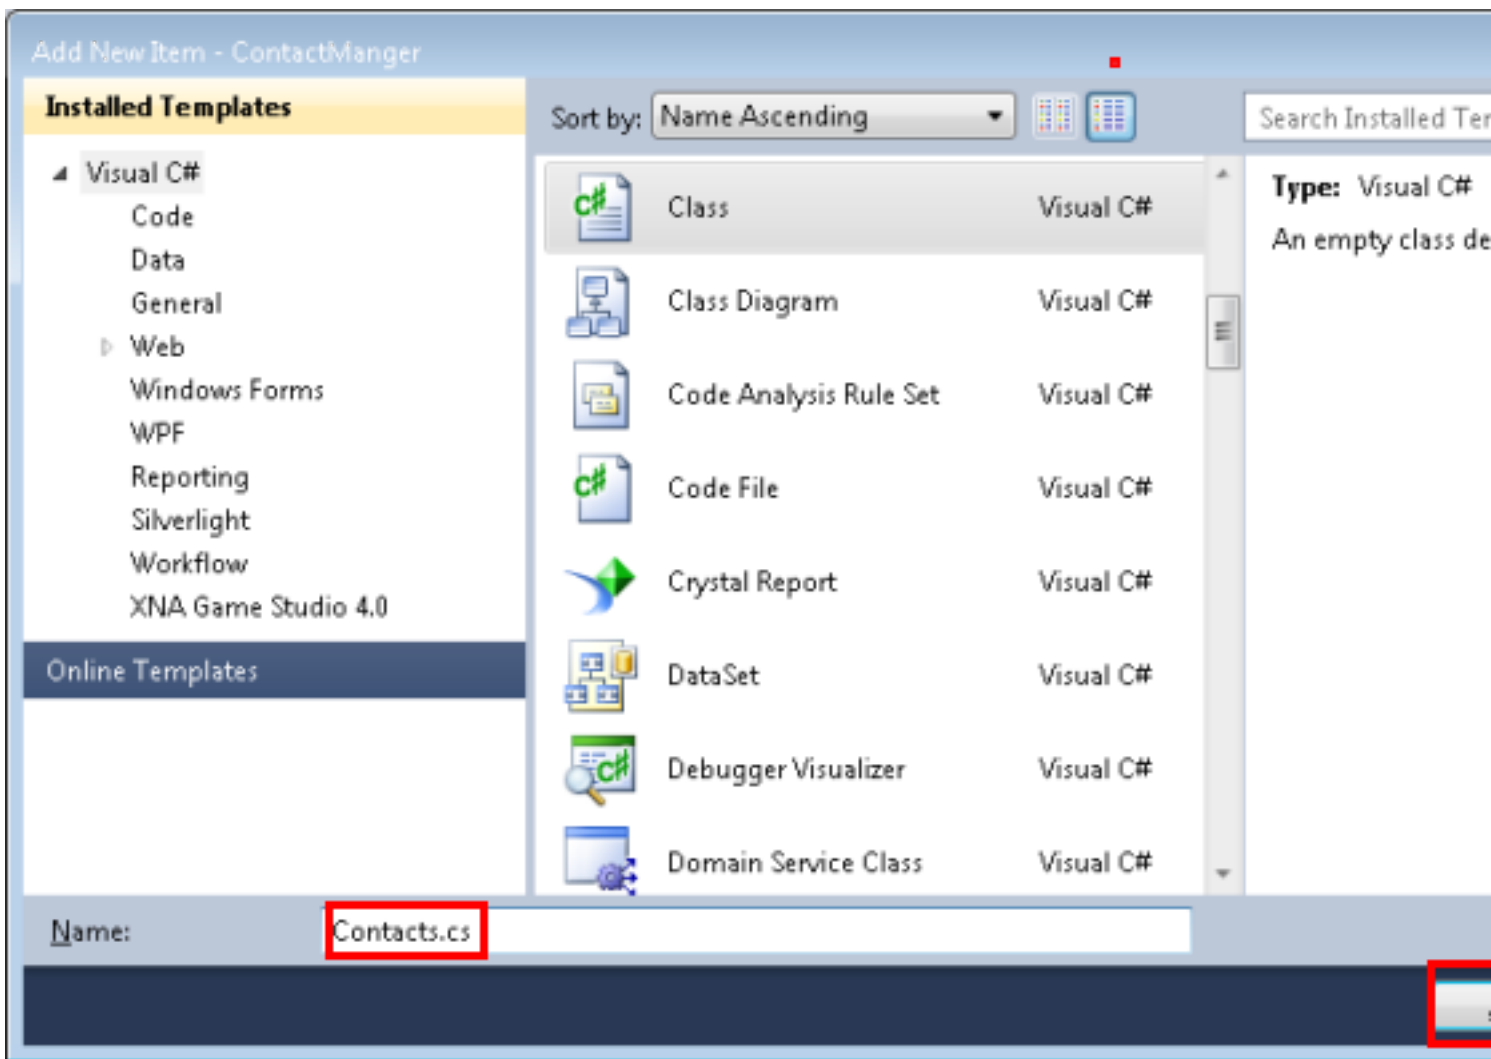 Add New Item - ContactManger
Installed Templates
Sort by: Name Ascending
Search Installed
Visual C#
Code
Data
General
Web
Windows Forms
WPF
Reporting
Silverlight
Workflow
XNA Game Studio 4.0
Online Templates
Class Visual C#
Class Diagram Visual C#
Code Analysis Rule Set Visual C#
Code File Visual C#
Crystal Report Visual C#
DataSet Visual C#
Debugger Visualizer Visual C#
Domain Service Class Visual C#
Type: Visual C#
An empty class
Name: Contacts.cs